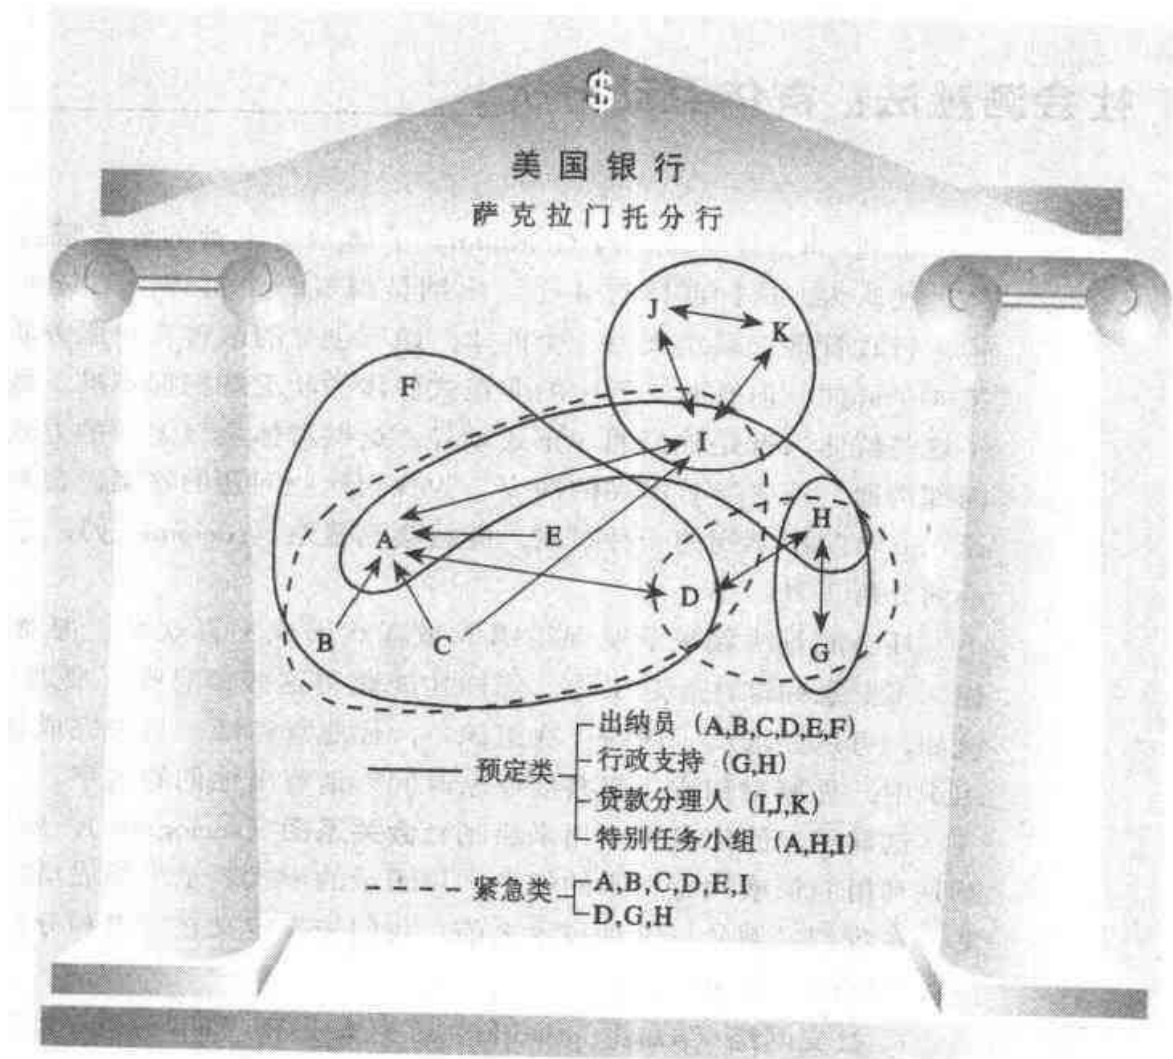 $
美国银行
萨克拉门托分行
J
K
F
I
H
E
A
D
B
C
G
出纳员 (A,B,C,D,E,F)
预定类
行政支持 (G,H)
贷款分理人 (I,J,K)
特别任务小组 (A,H,I)
紧急类
A,B,C,D,E,I
D,G,H